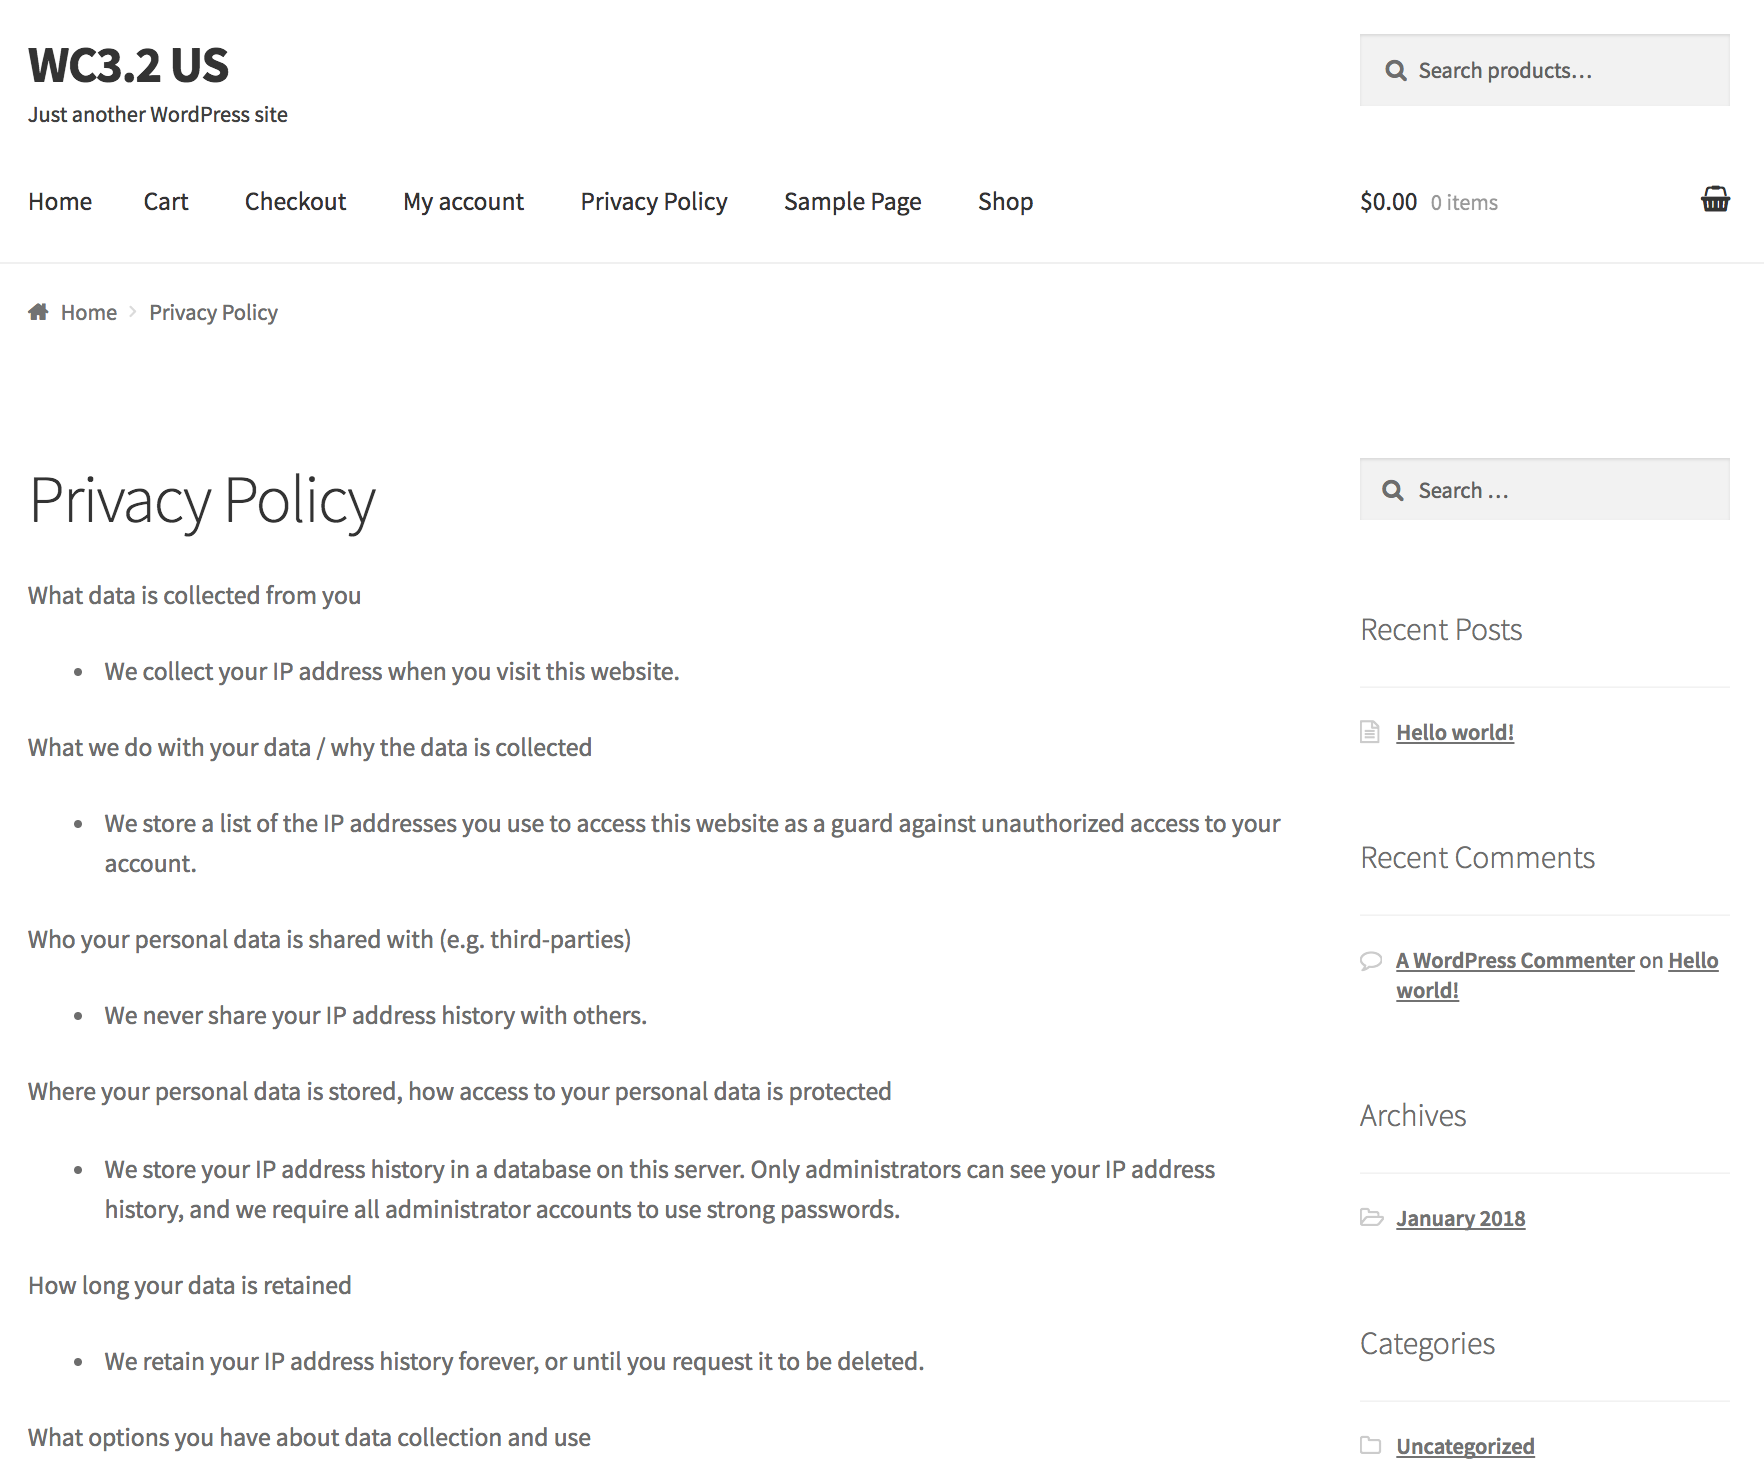 WC3.2 US
Just another WordPress site
Search products…
Home Cart Checkout My account Privacy Policy Sample Page Shop
$0.00 0 items
Home Privacy Policy
Privacy Policy
What data is collected from you
We collect your IP address when you visit this website.
What we do with your data / why the data is collected
We store a list of the IP addresses you use to access this website as a guard against unauthorized access to your
account.
Who your personal data is shared with (e.g. third-parties)
We never share your IP address history with others.
Where your personal data is stored, how access to your personal data is protected
We store your IP address history in a database on this server. Only administrators can see your IP address
history, and we require all administrator accounts to use strong passwords.
How long your data is retained
We retain your IP address history forever, or until you request it to be deleted.
What options you have about data collection and use
Search …
Recent Posts
Hello world!
Recent Comments
A WordPress Commenter on Hello
world!
Archives
January 2018
Categories
Uncategorized